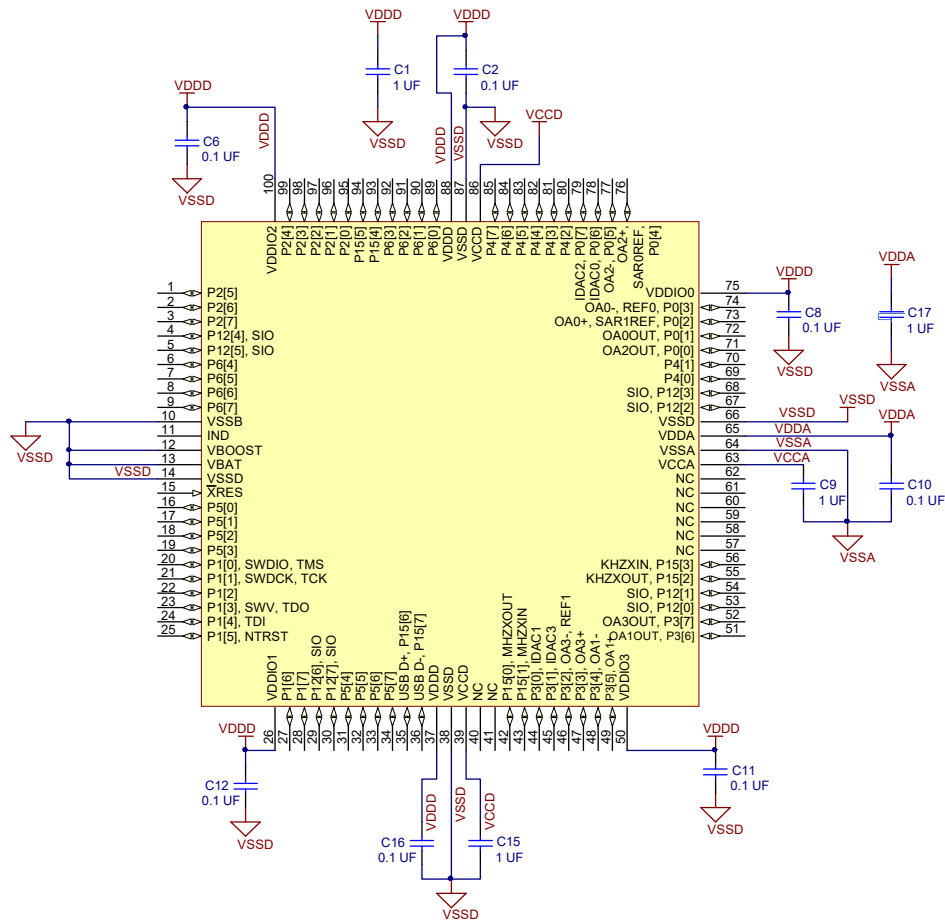 VDDD
C1
1 UF
VSSD
VDDD
C2
0.1 UF
VSSD
VDDD
VSSD
VCCD
VDDD
C6
0.1 UF
VSSD
VDDD
100
99
98
97
96
95
94
93
92
91
90
89
88
87
86
85
84
83
82
81
80
79
78
77
76
VDDIO2
P2[4]
P2[3]
P2[2]
P2[1]
P2[0]
P15[5]
P15[4]
P6[3]
P6[2]
P6[1]
P6[0]
VDDD
VSSD
VCCD
P4[7]
P4[6]
P4[5]
P4[4]
P4[3]
P4[2]
IDAC2, P0[7]
IDAC0, P0[6]
OA2-, P0[5]
OA2+,
SAR0REF,
P0[4]
1 P2[5]
2 P2[6]
3 P2[7]
4 P12[4], SIO
5 P12[5], SIO
6 P6[4]
7 P6[5]
8 P6[6]
9 P6[7]
10 VSSB
11 IND
12 VBOOST
13 VBAT
14 VSSD
15 XRES
16 P5[0]
17 P5[1]
18 P5[2]
19 P5[3]
20 P1[0], SWDIO, TMS
21 P1[1], SWDCK, TCK
22 P1[2]
23 P1[3], SWV, TDO
24 P1[4], TDI
25 P1[5], NTRST
VSSD
VSSD
VDDIO0 75
OA0-, REF0, P0[3] 74
OA0+, SAR1REF, P0[2] 73
OA0OUT, P0[1] 72
OA2OUT, P0[0] 71
P4[1] 70
P4[0] 69
SIO, P12[3] 68
SIO, P12[2] 67
VSSD 66
VDDA 65
VSSA 64
VCCA 63
NC 62
NC 61
NC 60
NC 59
NC 58
NC 57
KHZXIN, P15[3] 56
KHZXOUT, P15[2] 55
SIO, P12[1] 54
SIO, P12[0] 53
OA3OUT, P3[7] 52
OA1OUT, P3[6] 51
VDDD
C8
0.1 UF
VSSD
VDDA
C17
1 UF
VSSA
VSSD
VSSD
VDDA
VDDA
VSSA
VCCA
C9
1 UF
C10
0.1 UF
VSSA
VDDIO1
P1[6]
P1[7]
P12[6], SIO
P12[7], SIO
P5[4]
P5[5]
P5[6]
P5[7]
USB D+, P15[6]
USB D-, P15[7]
VDDD
VSSD
VCCD
NC
NC
P15[0], MHZXOUT
P15[1], MHZXIN
P3[0], IDAC1
P3[1], IDAC3
P3[2], OA3-, REF1
P3[3], OA3+
P3[4], OA1-
P3[5], OA1+
VDDIO3
26
27
28
29
30
31
32
33
34
35
36
37
38
39
40
41
42
43
44
45
46
47
48
49
50
VDDD
C12
0.1 UF
VSSD
VDDD
VSSD
VCCD
C16
0.1 UF
C15
1 UF
VSSD
VDDD
C11
0.1 UF
VSSD